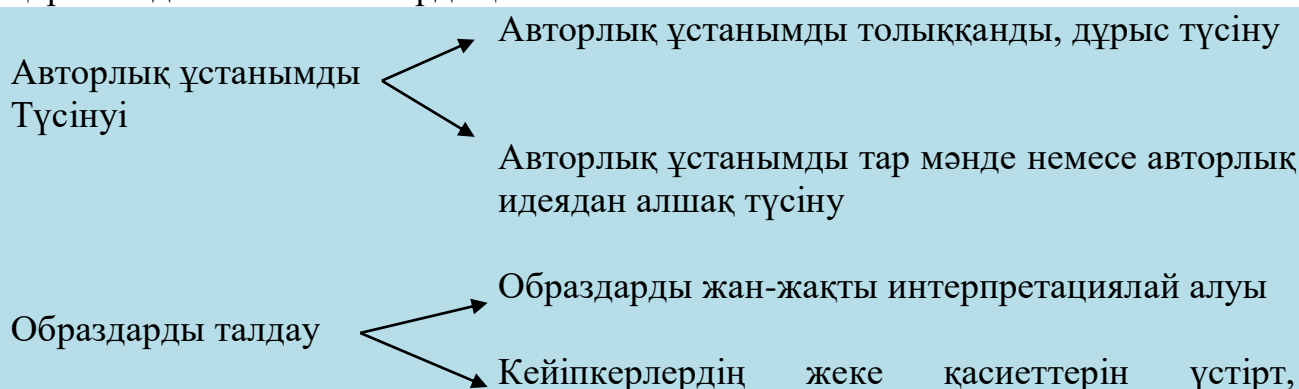 Авторлық ұстанымды толыққанды, дұрыс түсіну
Авторлық ұстанымды
Түсінуі
Авторлық ұстанымды тар мәнде немесе авторлық
идеядан алшақ түсіну
Образдарды жан-жақты интерпретациялай алуы
Образдарды талдау
Кейіпкерлердің жеке қасиеттерін үстірт,